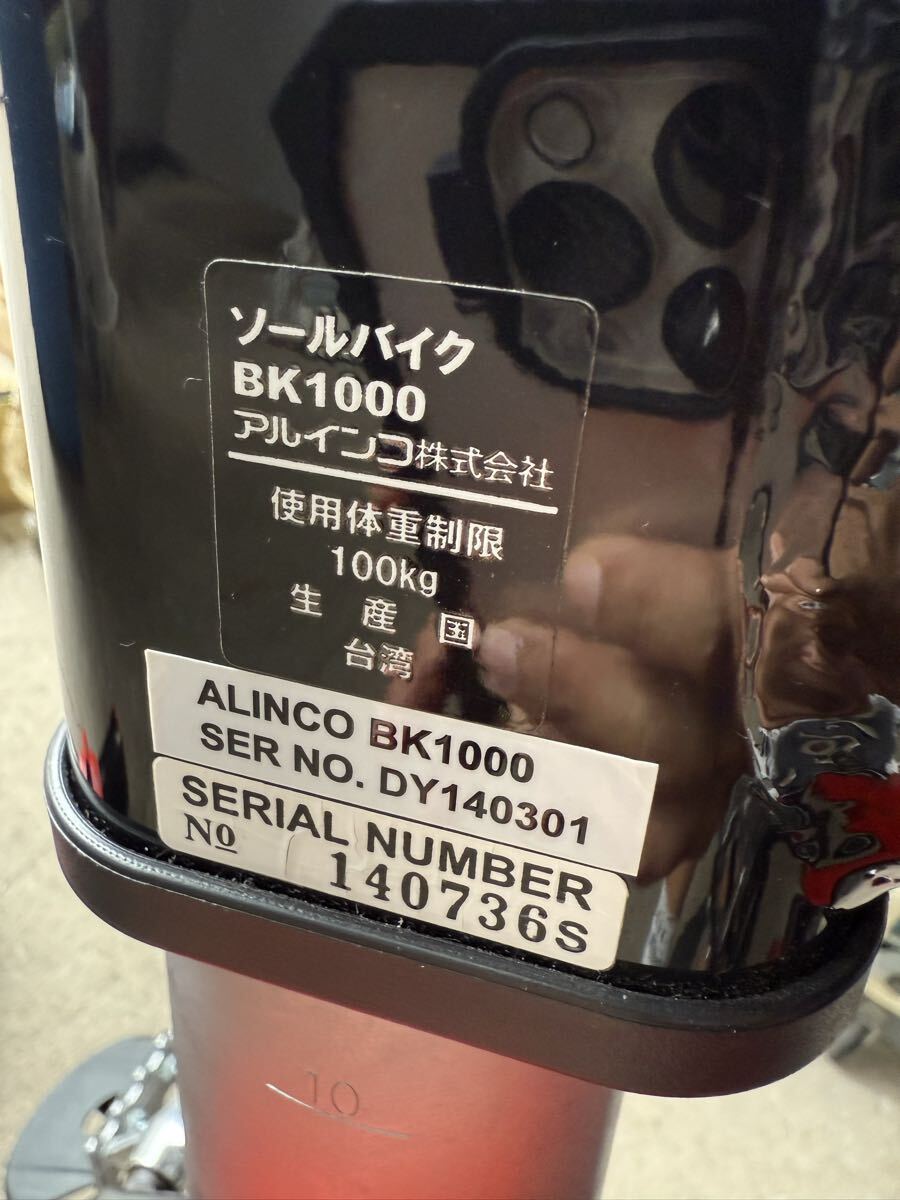 ソールバイク
BK1000
アルインコ株式会社
使用体重制限
100kg
生産国
台湾
ALINCO BK1000
SER NO. DY140301
SERIAL NUMBER
№ 140736S
10